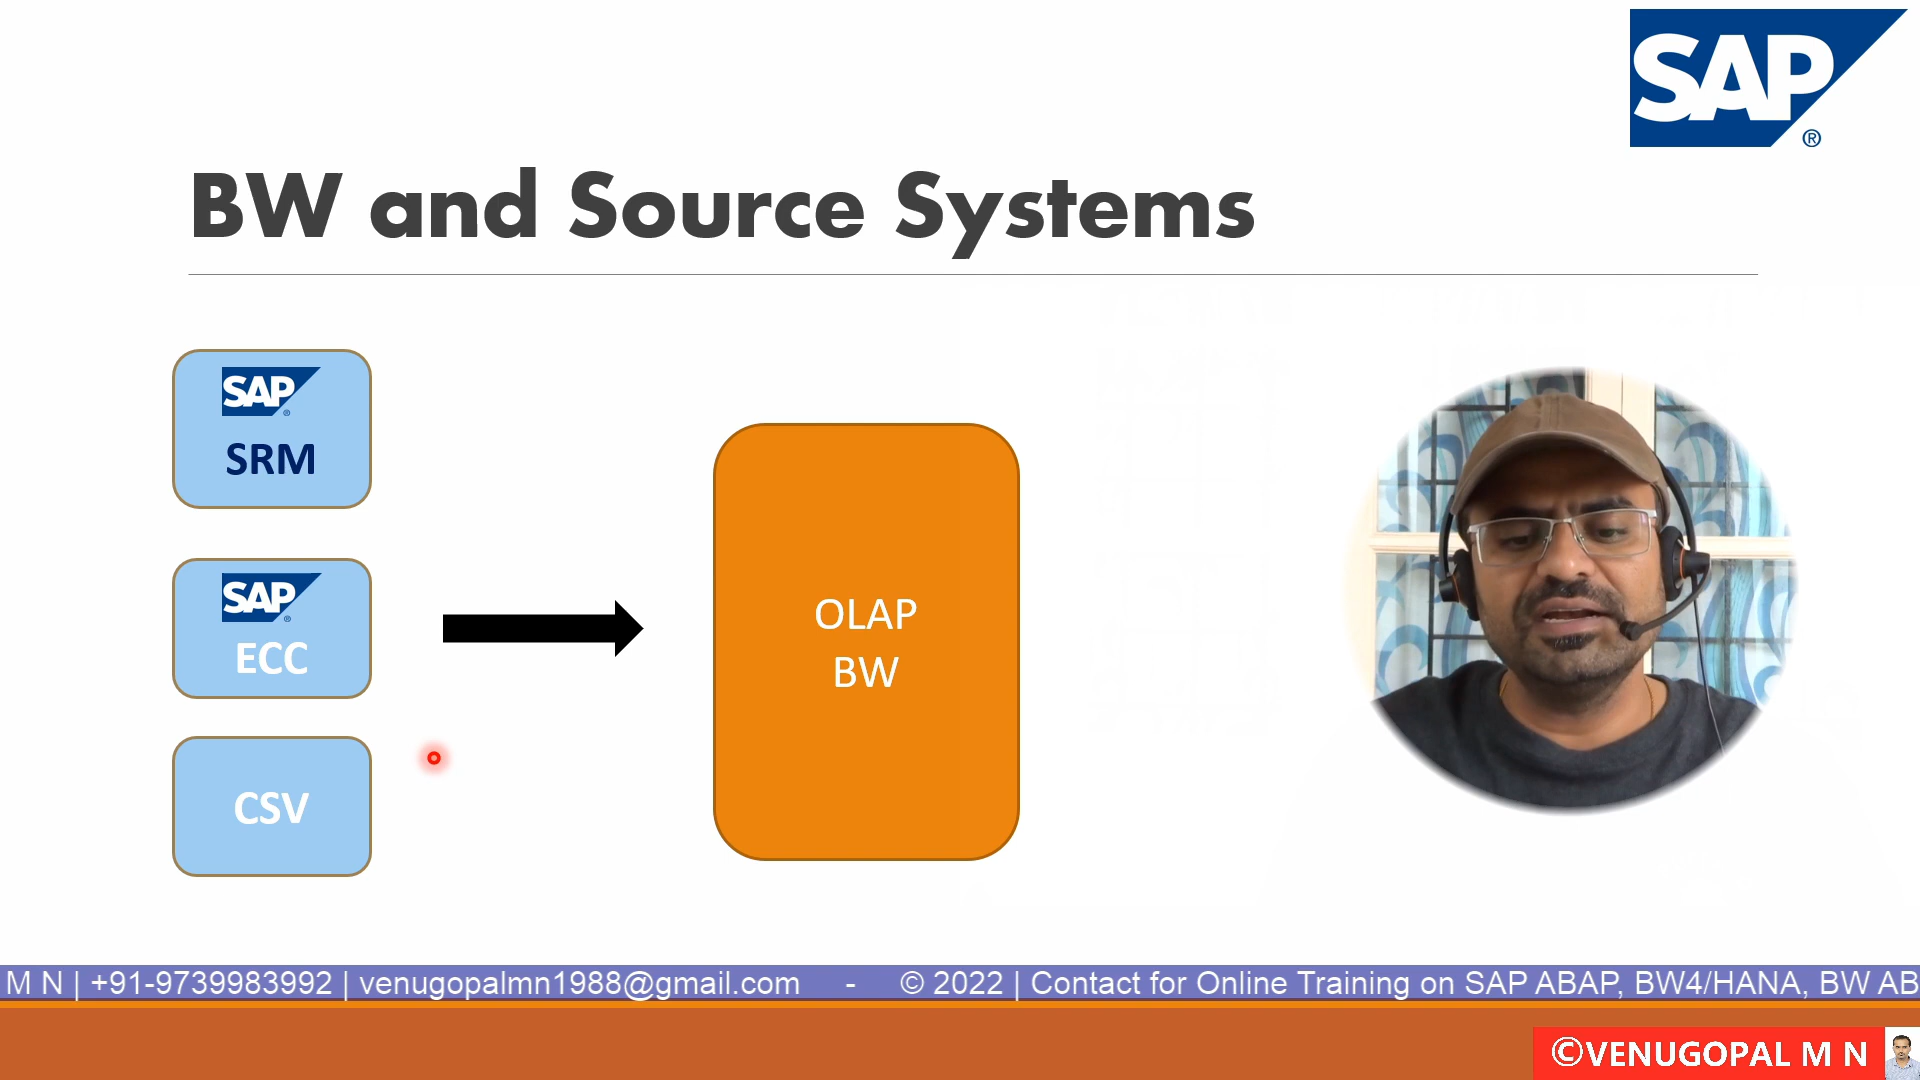 SAP
®
BW and Source Systems
SAP
®
SRM
SAP
®
ECC
CSV
OLAP
BW
M N | +91-9739983992 | venugopalmn1988@gmail.com - © 2022 | Contact for Online Training on SAP ABAP, BW4/HANA, BW AB
©VENUGOPAL M N